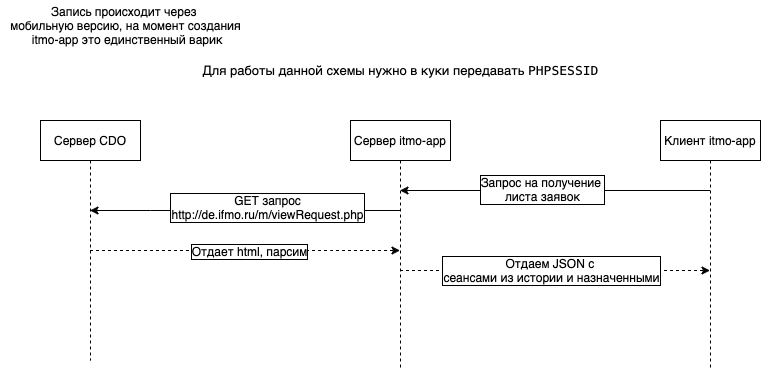 Запись происходит через
мобильную версию, на момент создания
itmo-app это единственный варик
Для работы данной схемы нужно в куки передавать PHPSESSID
Сервер CDO
Сервер itmo-app
Клиент itmo-app
Запрос на получение
листа заявок
GET запрос
http://de.ifmo.ru/m/viewRequest.php
Отдает html, парсим
Отдаем JSON с
сеансами из истории и назначенными